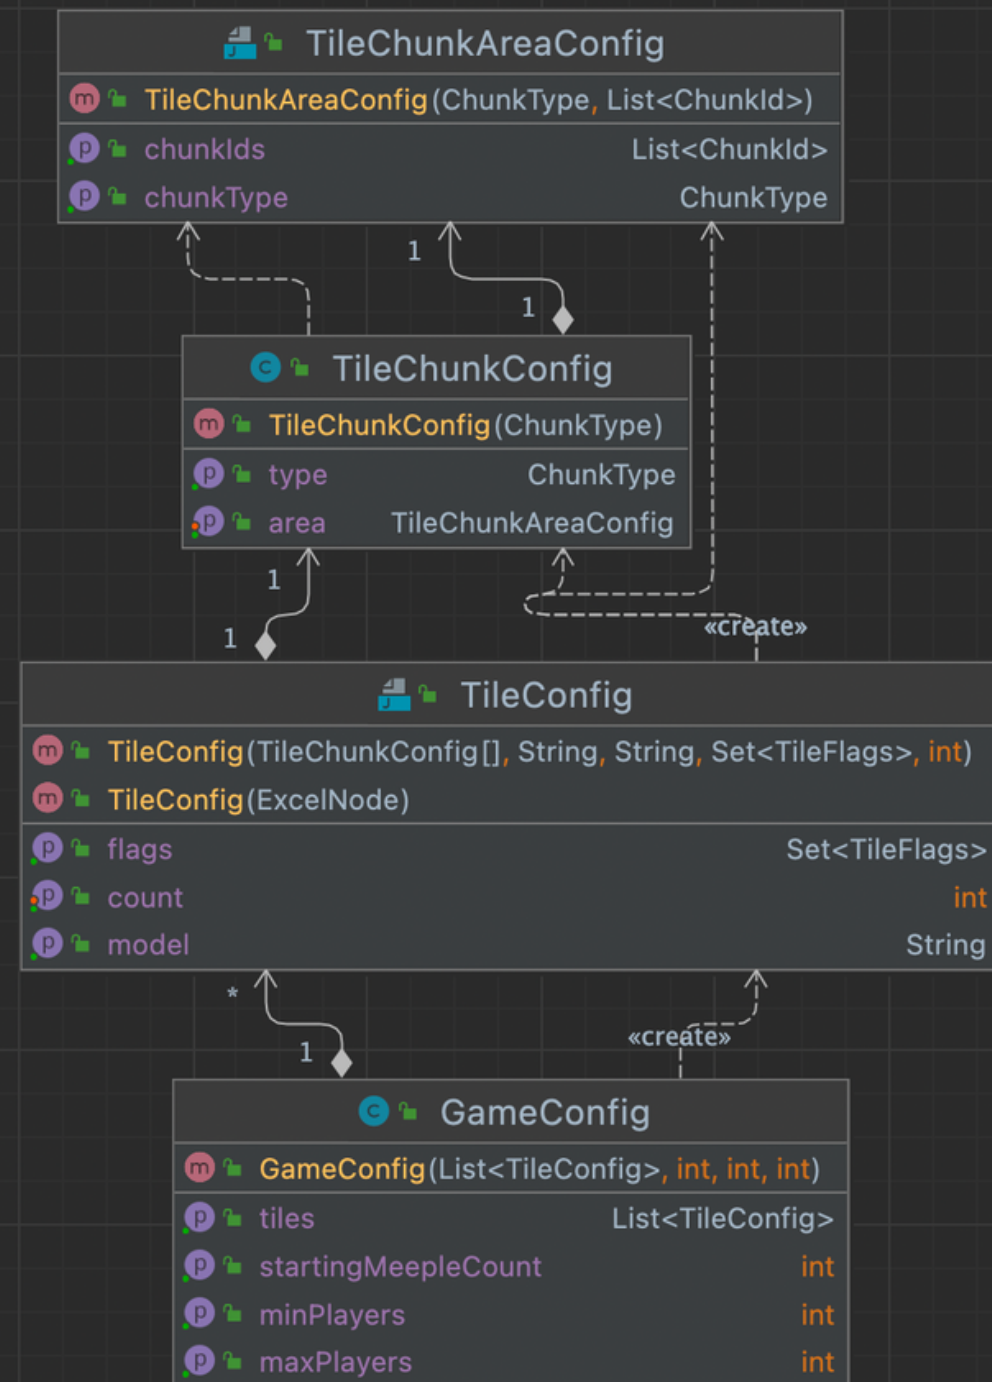 TileChunkAreaConfig
TileChunkAreaConfig(ChunkType, List<ChunkId>)
chunkIds List<ChunkId>
chunkType ChunkType
1
1
TileChunkConfig
TileChunkConfig(ChunkType)
type ChunkType
area TileChunkAreaConfig
1
«create»
1
TileConfig
TileConfig(TileChunkConfig[], String, String, Set<TileFlags>, int)
TileConfig(ExcelNode)
flags Set<TileFlags>
count int
model String
*
«create»
1
GameConfig
GameConfig(List<TileConfig>, int, int, int)
tiles List<TileConfig>
startingMeepleCount int
minPlayers int
maxPlayers int